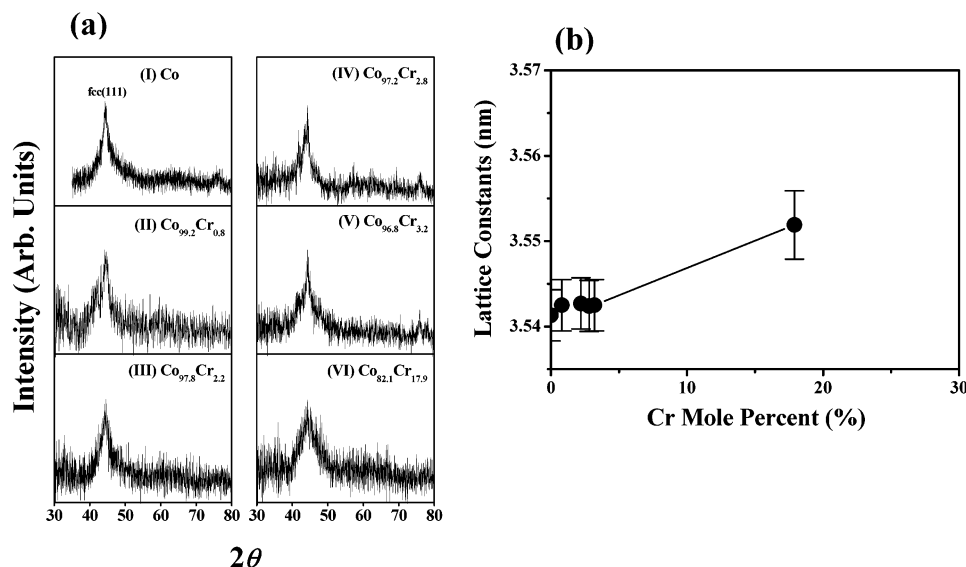 (a)
(I) Co
fcc(111)
(IV) Co97.2Cr2.8
(II) Co99.2Cr0.8
(V) Co96.8Cr3.2
(III) Co97.8Cr2.2
(VI) Co82.1Cr17.9
30 40 50 60 70 80
30 40 50 60 70 80
Intensity (Arb. Units)
2θ
(b)
3.57
3.56
3.55
3.54
Lattice Constants (nm)
0 10 20 30
Cr Mole Percent (%)